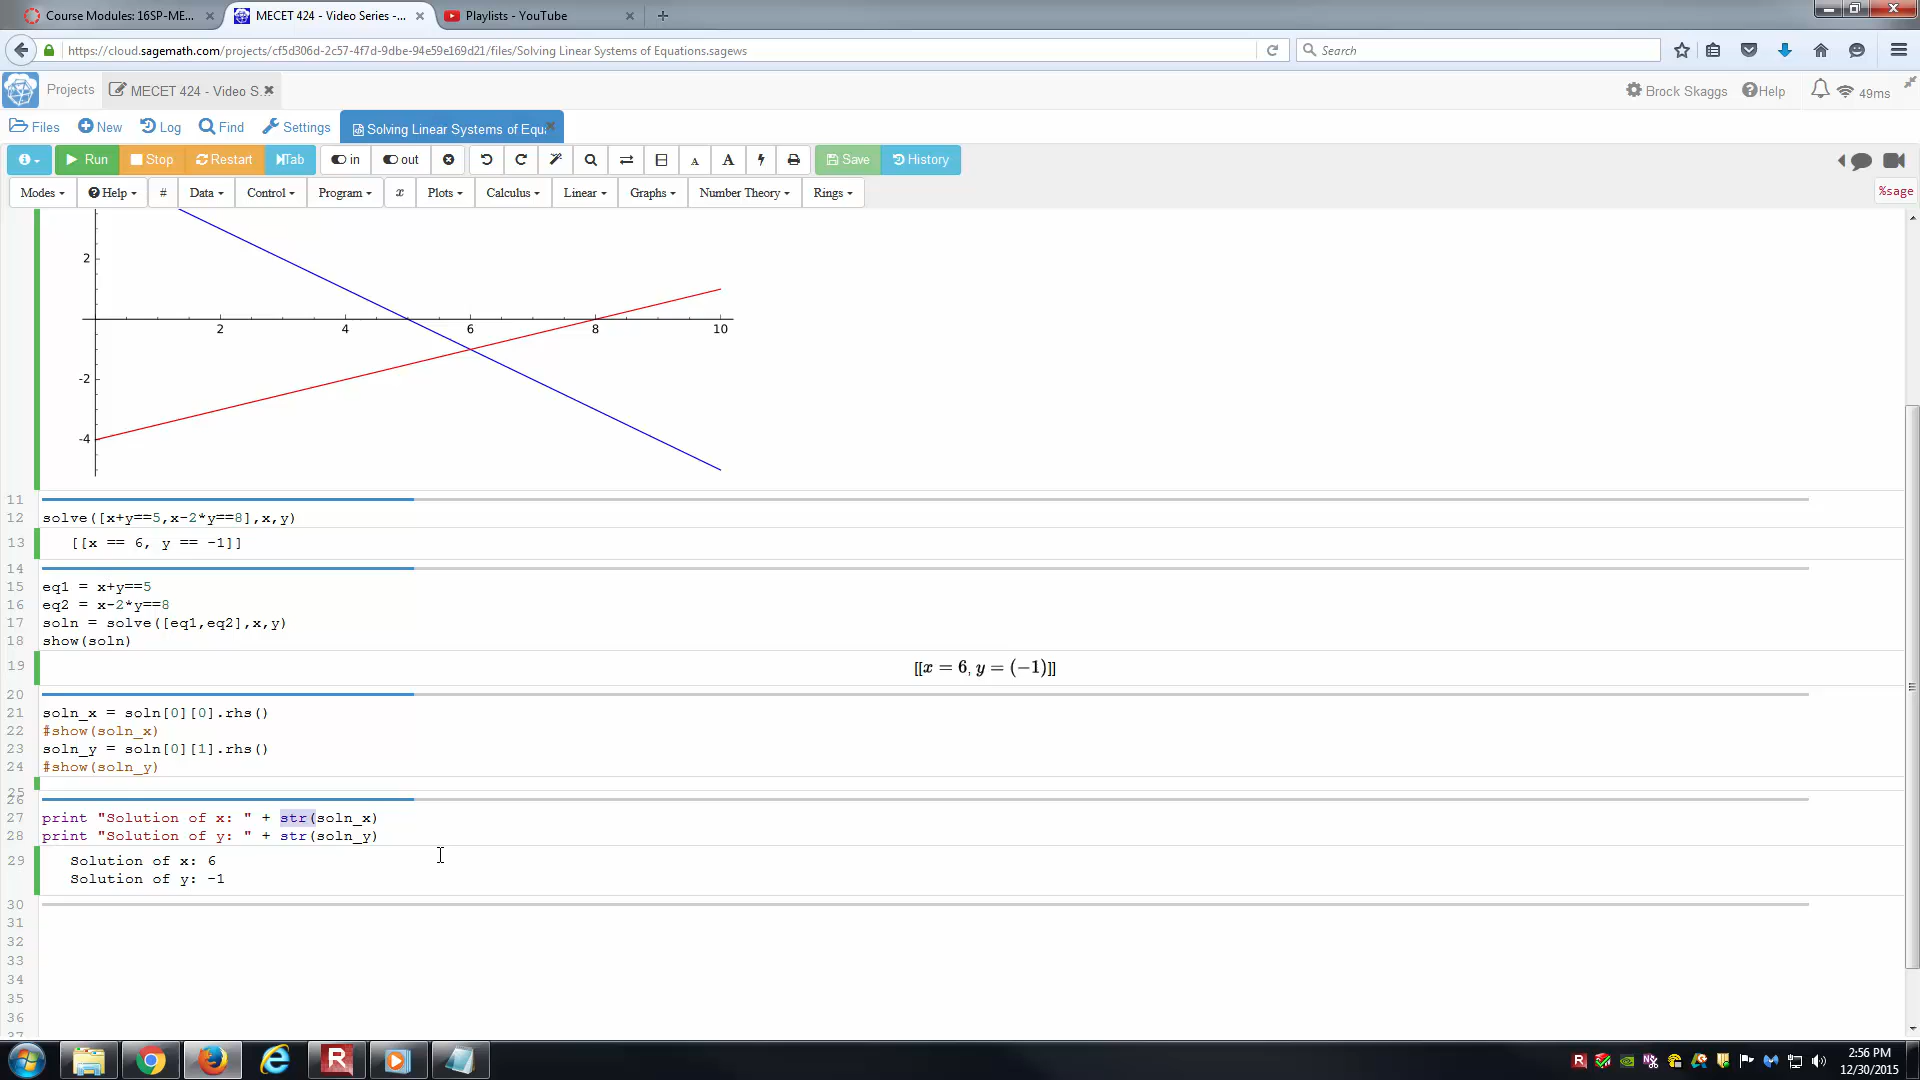 Course Modules: 16SP-ME...
MECET 424 - Video Series -...
Playlists - YouTube
https://cloud.sagemath.com/projects/cf5d306d-2c57-4f7d-9dbe-94e59e169d21/files/Solving Linear Systems of Equations.sagews
Search
Projects
MECET 424 - Video S...
Brock Skaggs
Help
49ms
Files
New
Log
Find
Settings
Solving Linear Systems of Equa
Run
Stop
Restart
Tab
in
out
A
A
Save
History
Modes
Help
#
Data
Control
Program
x
Plots
Calculus
Linear
Graphs
Number Theory
Rings
%sage
2
2 4 6 8 10
-2
-4
11
12 solve([x+y==5,x-2*y==8],x,y)
13 [[x == 6, y == -1]]
14
15 eq1 = x+y==5
16 eq2 = x-2*y==8
17 soln = solve([eq1,eq2],x,y)
18 show(soln)
19 [[x = 6, y = (−1)]]
20
21 soln_x = soln[0][0].rhs()
22 #show(soln_x)
23 soln_y = soln[0][1].rhs()
24 #show(soln_y)
25
26
27 print "Solution of x: " + str(soln_x)
28 print "Solution of y: " + str(soln_y)
29 Solution of x: 6
Solution of y: -1
30
31
32
33
34
35
36
37
2:56 PM
12/30/2015